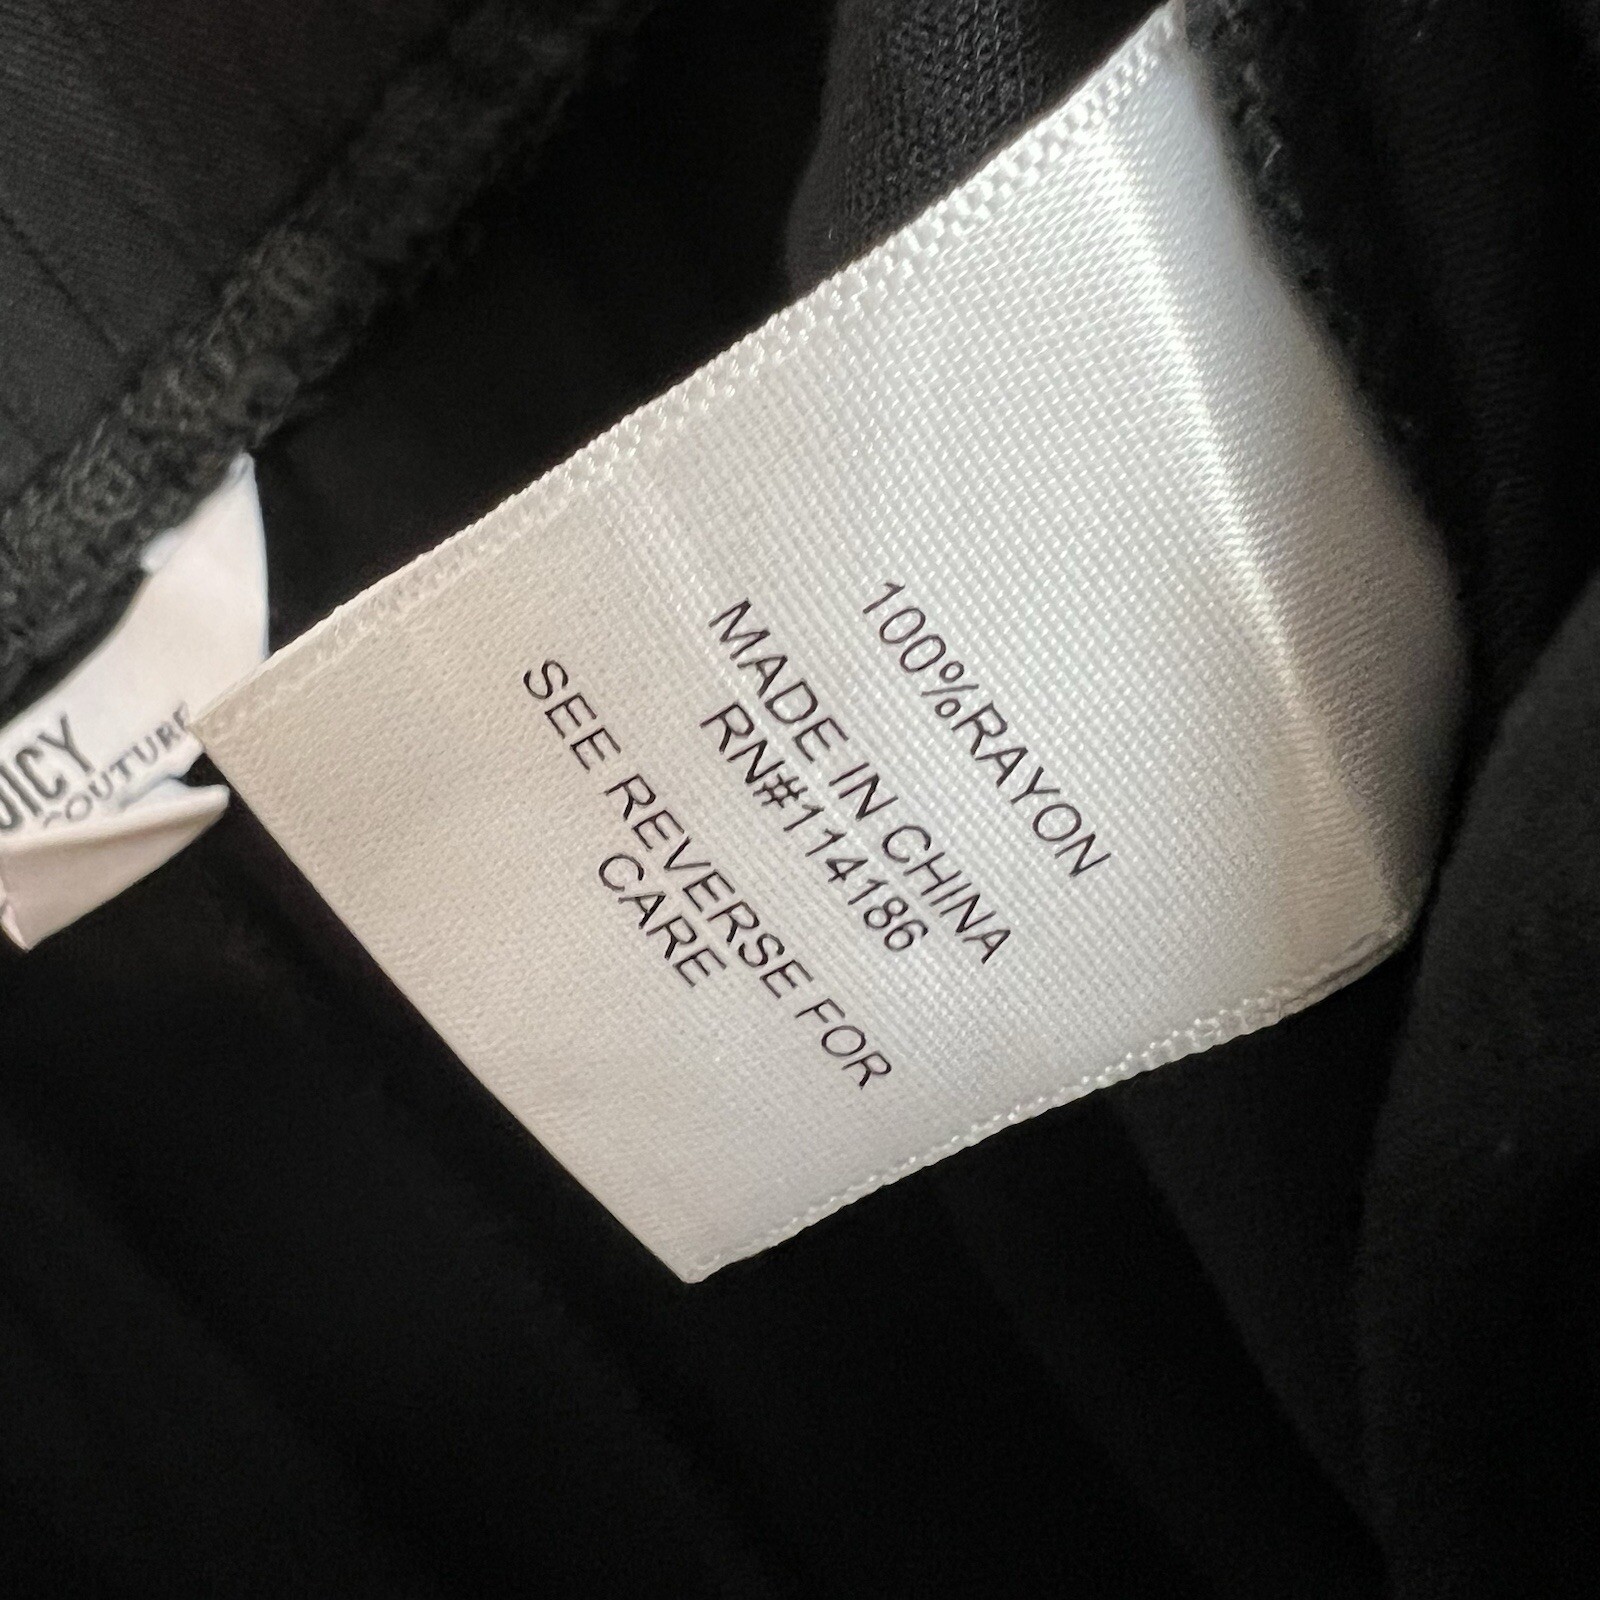 100%RAYON
MADE IN CHINA
RN#114186
SEE REVERSE FOR
CARE
COUTURE